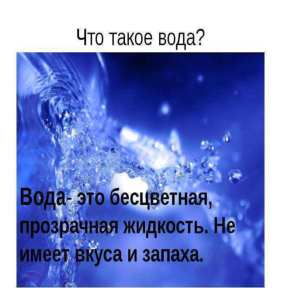 Что такое вода?
Вода- это бесцветная,
прозрачная жидкость. Не
имеет вкуса и запаха.